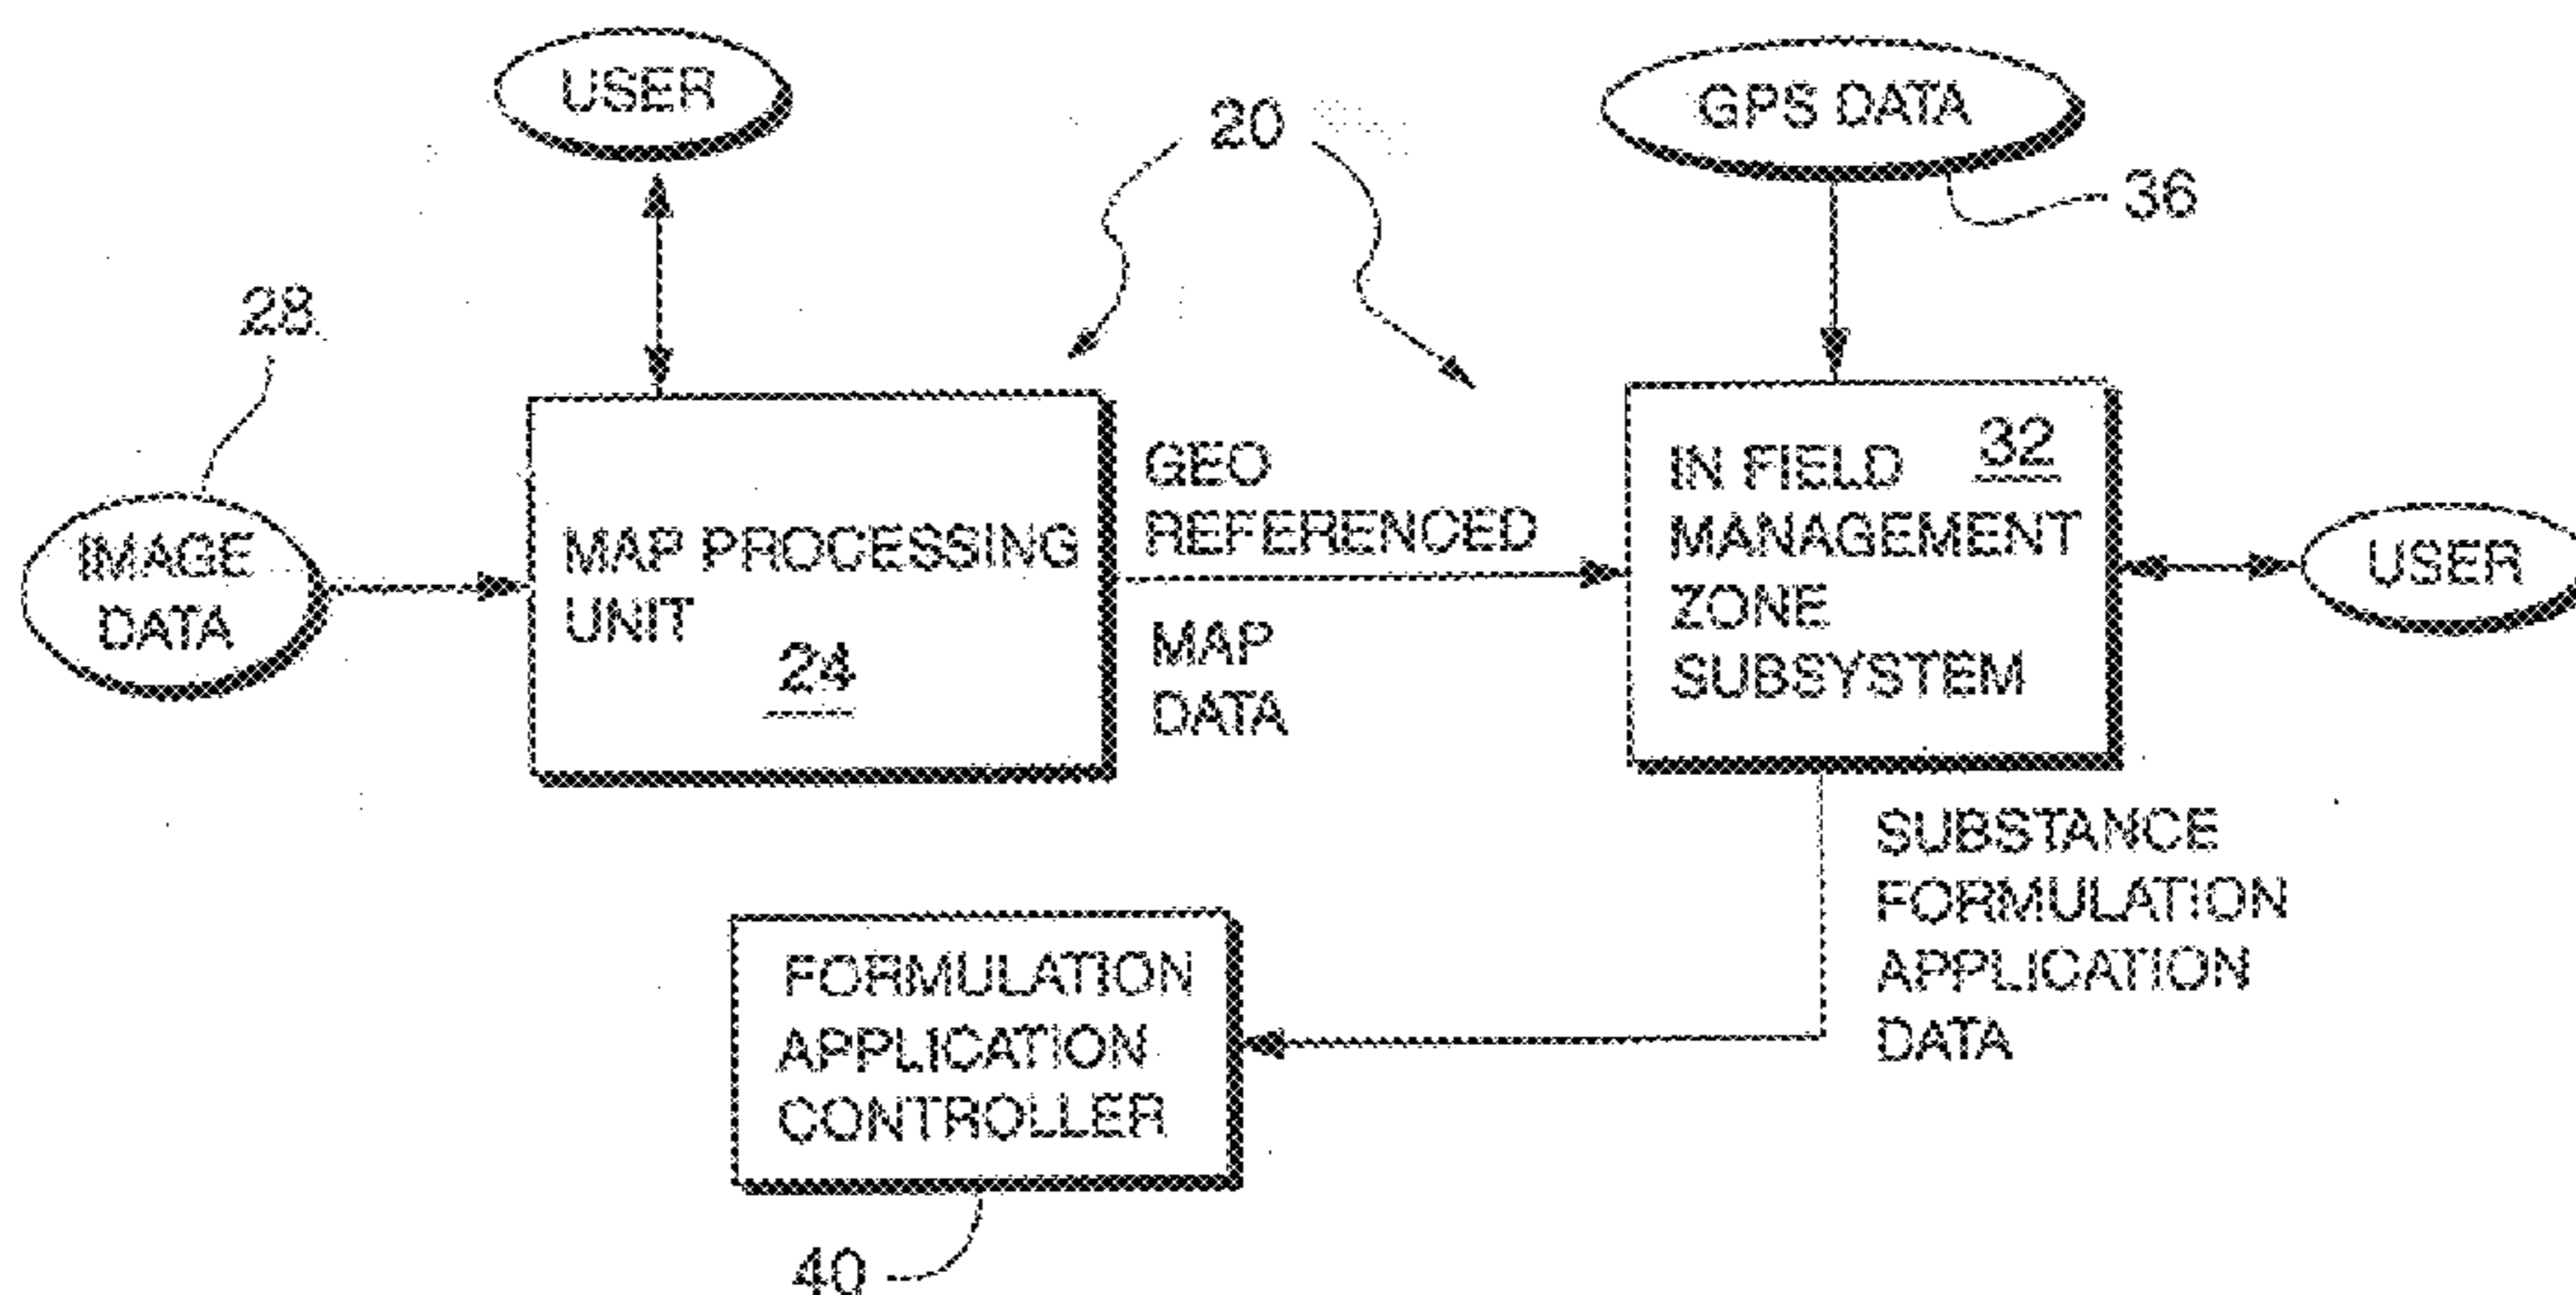 USER
20
GPS DATA
36
28
IMAGE
DATA
MAP PROCESSING
UNIT
24
GEO
REFERENCED
MAP
DATA
IN FIELD
32
MANAGEMENT
ZONE
SUBSYSTEM
USER
SUBSTANCE
FORMULATION
APPLICATION
DATA
FORMULATION
APPLICATION
CONTROLLER
40